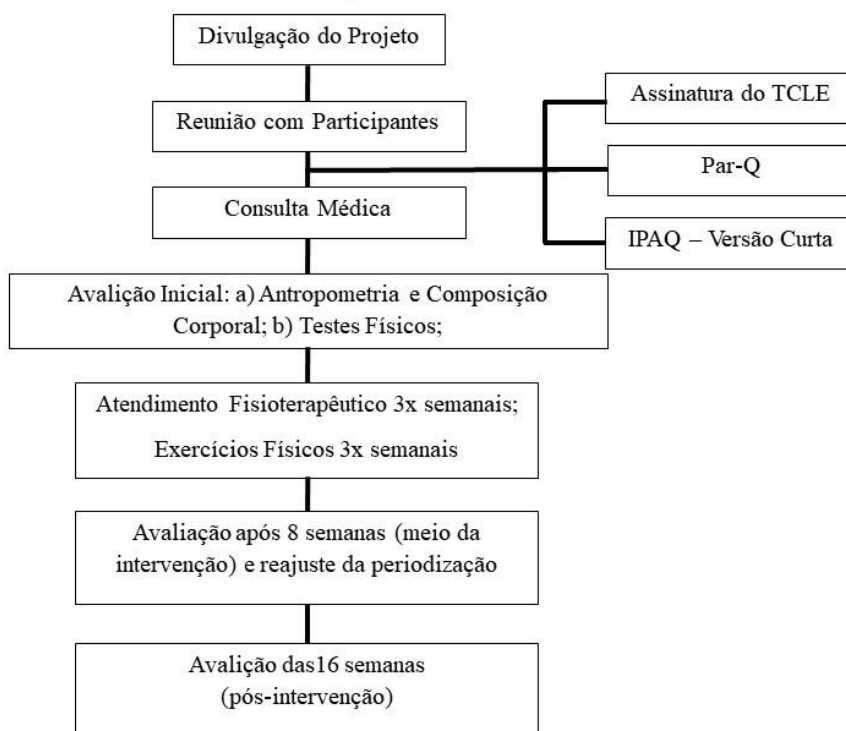 Divulgação do Projeto
Reunião com Participantes
Assinatura do TCLE
Par-Q
IPAQ – Versão Curta
Consulta Médica
Avalição Inicial: a) Antropometria e Composição
Corporal; b) Testes Físicos;
Atendimento Fisioterapêutico 3x semanais;
Exercícios Físicos 3x semanais
Avaliação após 8 semanas (meio da
intervenção) e reajuste da periodização
Avalição das16 semanas
(pós-intervenção)